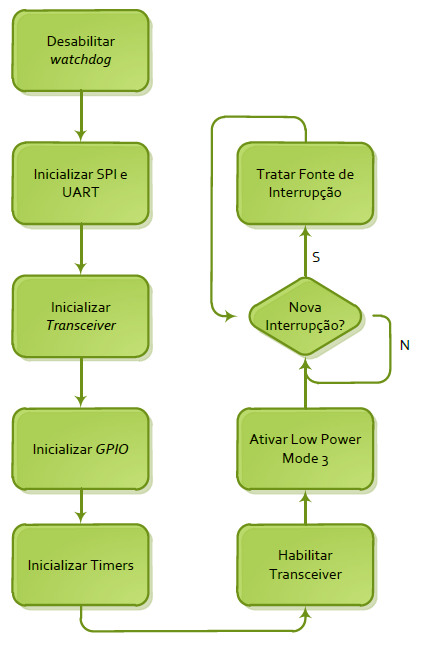 Desabilitar
watchdog
Inicializar SPI e
UART
Inicializar
Transceiver
Inicializar GPIO
Inicializar Timers
Habilitar
Transceiver
Ativar Low Power
Mode 3
Nova
Interrupção?
N
S
Tratar Fonte de
Interrupção